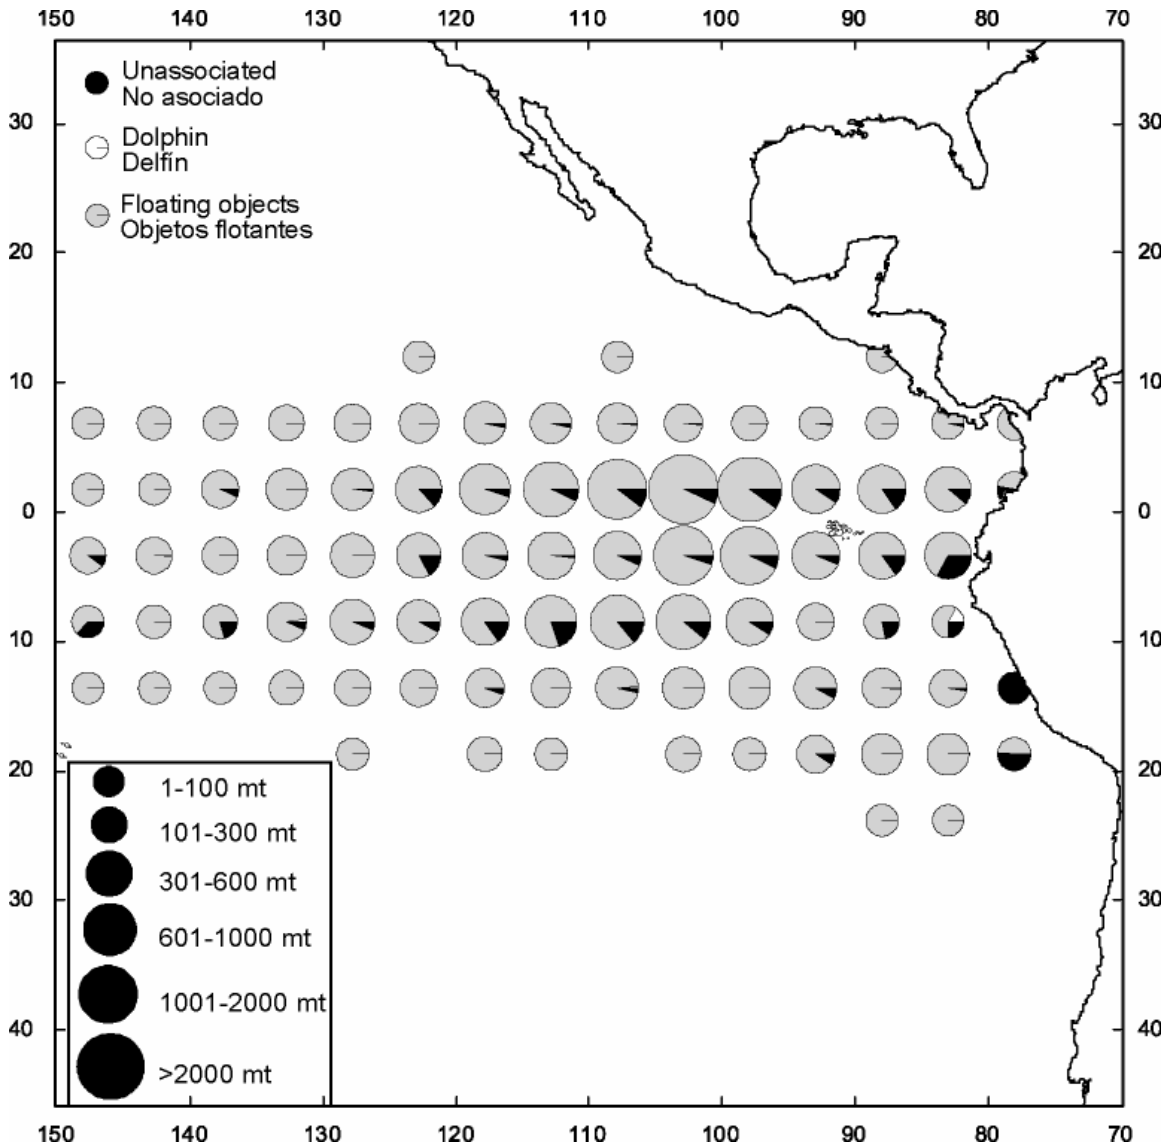 150 140 130 120 110 100 90 80 70
Unassociated
No asociado
Dolphin
Delfín
Floating objects
Objetos flotantes
30 30
20 20
10 10
0 0
10 10
20 20
30 30
40 40
1-100 mt
101-300 mt
301-600 mt
601-1000 mt
1001-2000 mt
>2000 mt
150 140 130 120 110 100 90 80 70